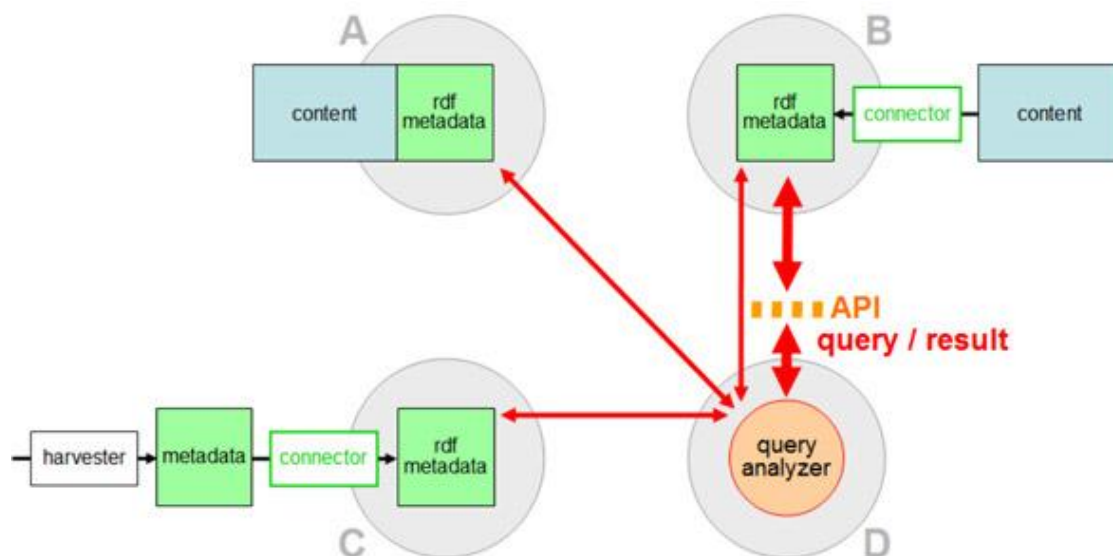 A
B
content
rdf
metadata
rdf
metadata
connector
content
API
query / result
harvester
metadata
connector
rdf
metadata
query
analyzer
C
D